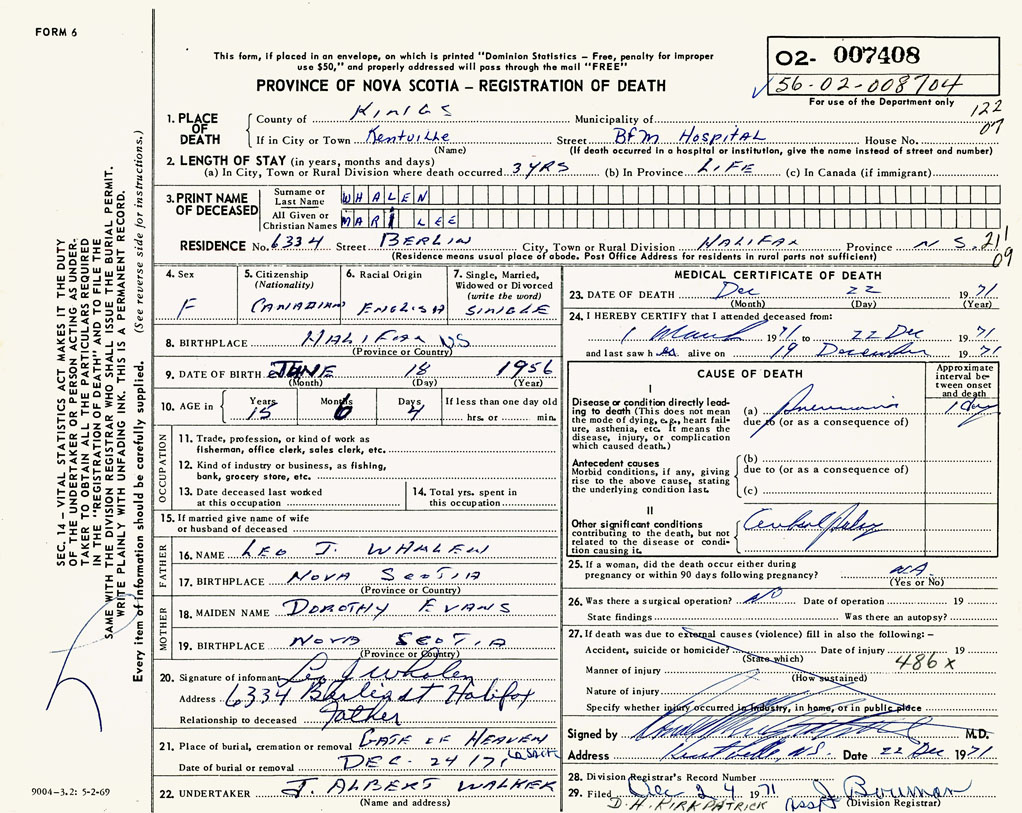 FORM 6
This form, if placed in an envelope, on which is printed "Dominion Statistics – Free, penalty for improper
use $50," and properly addressed will pass through the mail "FREE"
02- 007408
56-02-008704
For use of the Department only
PROVINCE OF NOVA SCOTIA – REGISTRATION OF DEATH
122
07
1. PLACE OF DEATH
County of KINGS Municipality of
If in City or Town Kentville Street BFM HOSPITAL House No.
(Name) (If death occurred in a hospital or institution, give the name instead of street and number)
2. LENGTH OF STAY (in years, months and days)
(a) In City, Town or Rural Division where death occurred 3 YRS (b) In Province LIFE (c) In Canada (if immigrant)
3. PRINT NAME OF DECEASED
Surname or Last Name WHALEN
All Given or Christian Names MARI LEE
RESIDENCE No. 6334 Street BERLIN City, Town or Rural Division HALIFAX Province N S. 211
09
(Residence means usual place of abode. Post Office Address for residents in rural parts not sufficient)
4. Sex F
5. Citizenship (Nationality) CANADIAN
6. Racial Origin ENGLISH
7. Single, Married, Widowed or Divorced (write the word) SINGLE
8. BIRTHPLACE HALIFAX NS
(Province or Country)
9. DATE OF BIRTH JUNE 18 1956
(Month) (Day) (Year)
10. AGE in Years 15 Months 6 Days 4 If less than one day old
hrs. or min.
OCCUPATION
11. Trade, profession, or kind of work as
fisherman, office clerk, sales clerk, etc.
12. Kind of industry or business, as fishing,
bank, grocery store, etc.
13. Date deceased last worked
at this occupation
14. Total yrs. spent in
this occupation
15. If married give name of wife
or husband of deceased
FATHER
16. NAME LEO J. WHALEN
17. BIRTHPLACE NOVA SCOTIA
(Province or Country)
MOTHER
18. MAIDEN NAME DOROTHY EVANS
19. BIRTHPLACE NOVA SCOTIA
(Province or Country)
20. Signature of informant Leo J Whalen
Address 6334 Berlin St Halifax
Relationship to deceased Father
21. Place of burial, cremation or removal GATE OF HEAVEN
Date of burial or removal DEC. 24 1971
22. UNDERTAKER J. ALBERT WALKER
(Name and address)
MEDICAL CERTIFICATE OF DEATH
23. DATE OF DEATH Dec 22 1971
(Month) (Day) (Year)
24. I HEREBY CERTIFY that I attended deceased from:
1 March 1971 to 22 Dec 1971
and last saw h er alive on 19 December 1971
CAUSE OF DEATH
Approximate interval between onset and death
I
Disease or condition directly leading to death (This does not mean
the mode of dying, e.g., heart failure, asthenia, etc. It means the
disease, injury, or complication
which caused death.)
(a) Pneumonia 1 day
due to (or as a consequence of)
Antecedent causes
Morbid conditions, if any, giving
rise to the above cause, stating
the underlying condition last.
(b)
due to (or as a consequence of)
(c)
II
Other significant conditions
contributing to the death, but not
related to the disease or condition causing it.
Cerebral Palsy
25. If a woman, did the death occur either during
pregnancy or within 90 days following pregnancy? NA
(Yes or No)
26. Was there a surgical operation? NO Date of operation 19
State findings Was there an autopsy?
27. If death was due to external causes (violence) fill in also the following: –
Accident, suicide or homicide? Date of injury 19
(State which)
486 x
Manner of injury
(How sustained)
Nature of injury
Specify whether injury occurred in industry, in home, or in public place
Signed by M.D.
Address Kentville, N.S. Date 22 Dec 1971
28. Division Registrar's Record Number
29. Filed Dec 24 1971 J. Bowman
D. H. KIRKPATRICK (Division Registrar)
SEC. 14 – VITAL STATISTICS ACT MAKES IT THE DUTY
OF THE UNDERTAKER OR PERSON ACTING AS UNDER-
TAKER TO OBTAIN ALL THE PARTICULARS REQUIRED
IN THE "REGISTRATION OF DEATH" AND TO FILE THE
SAME WITH THE DIVISION REGISTRAR WHO SHALL ISSUE THE BURIAL PERMIT.
WRITE PLAINLY WITH UNFADING INK. THIS IS A PERMANENT RECORD.
Every item of information should be carefully supplied. (See reverse side for instructions.)
9004-3.2: 5-2-69